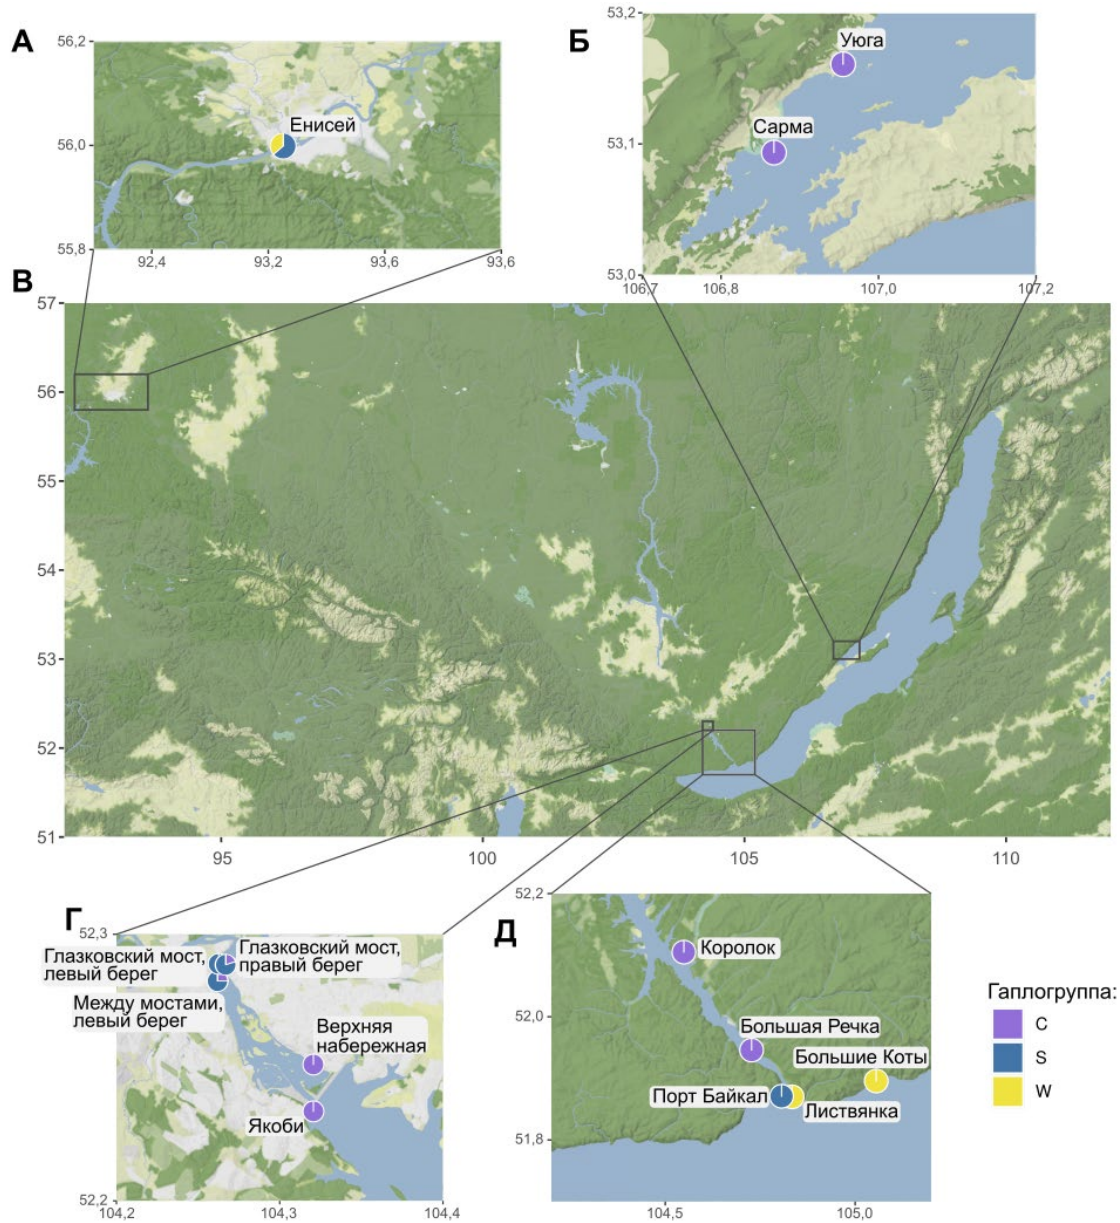 А
56,2
56,0
55,8
Енисей
92,4
93,2
93,6
93,6
Б
53,2
53,1
53,0
Уюга
Сарма
106,7
106,8
107,0
107,2
В
57
56
55
54
53
52
51
95
100
105
110
Г
52,3
52,2
Глазковский мост,
левый берег
Глазковский мост,
правый берег
Между мостами,
левый берег
Верхняя
набережная
Якоби
104,2
104,3
104,4
Д
52,2
52,0
51,8
Королок
Большая Речка
Большие Коты
Порт Байкал
Листвянка
104,5
105,0
Гаплогруппа:
C
S
W